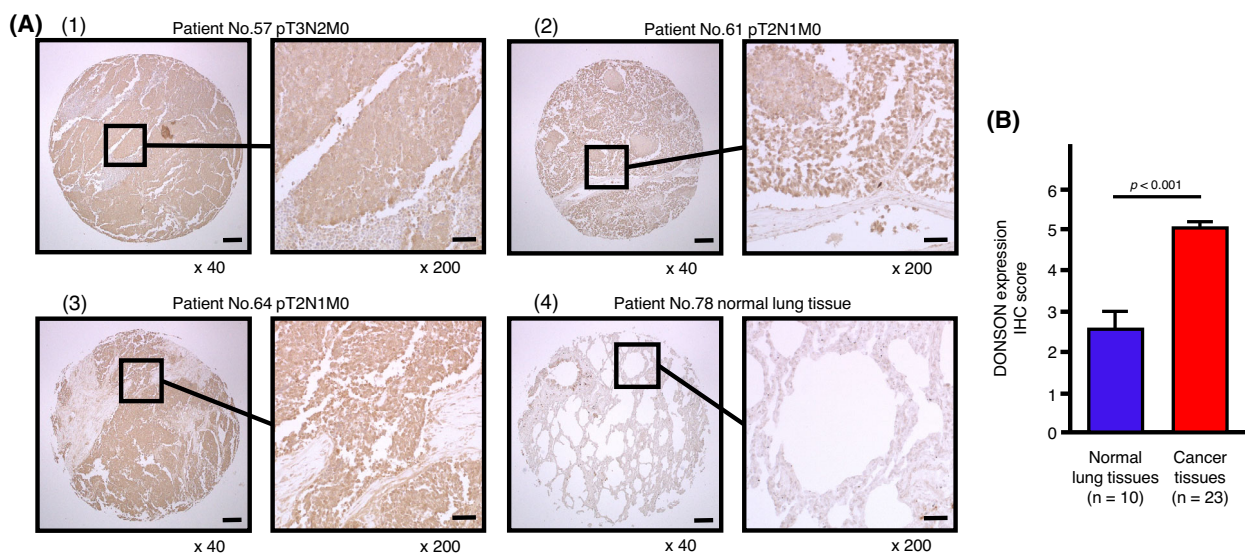 (A)
(1)
Patient No.57 pT3N2M0
x 40
x 200
(2)
Patient No.61 pT2N1M0
x 40
x 200
(3)
Patient No.64 pT2N1M0
x 40
x 200
(4)
Patient No.78 normal lung tissue
x 40
x 200
(B)
DONSON expression
IHC score
6
5
4
3
2
1
0
p < 0.001
Normal
lung tissues
(n = 10)
Cancer
tissues
(n = 23)